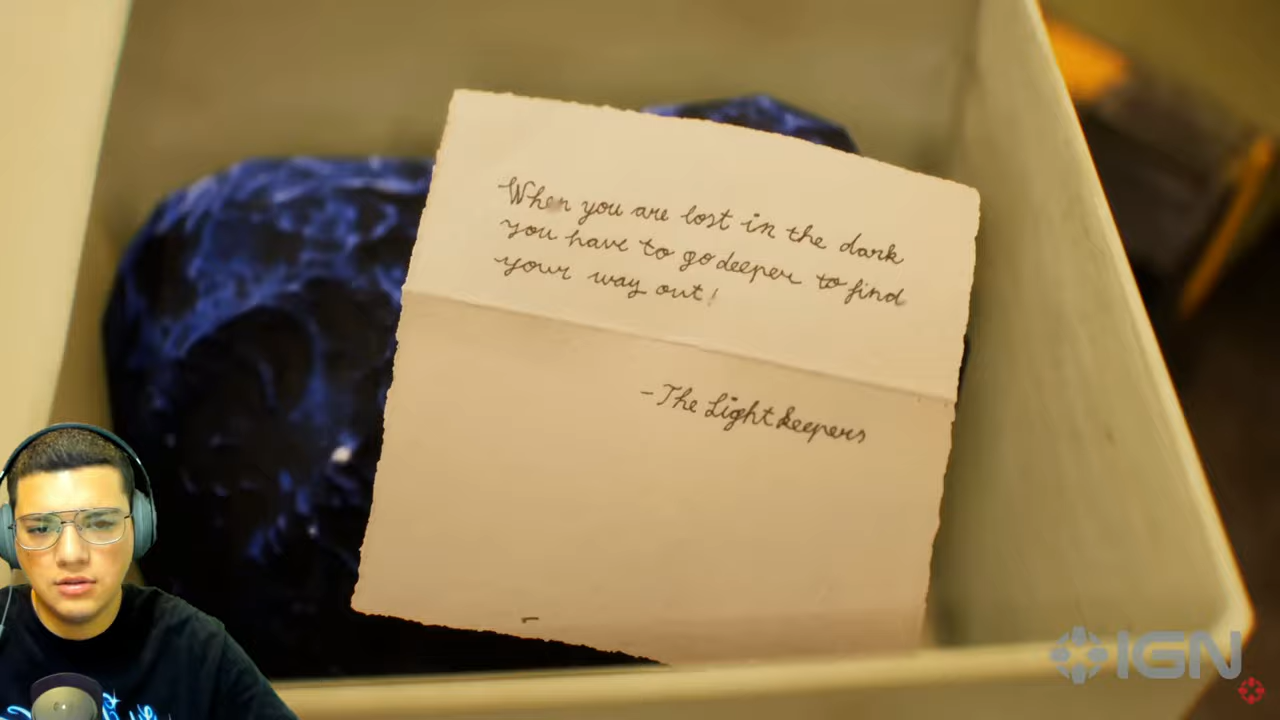 When you are lost in the dark
you have to go deeper to find
your way out!
-The Lightkeepers
IGN